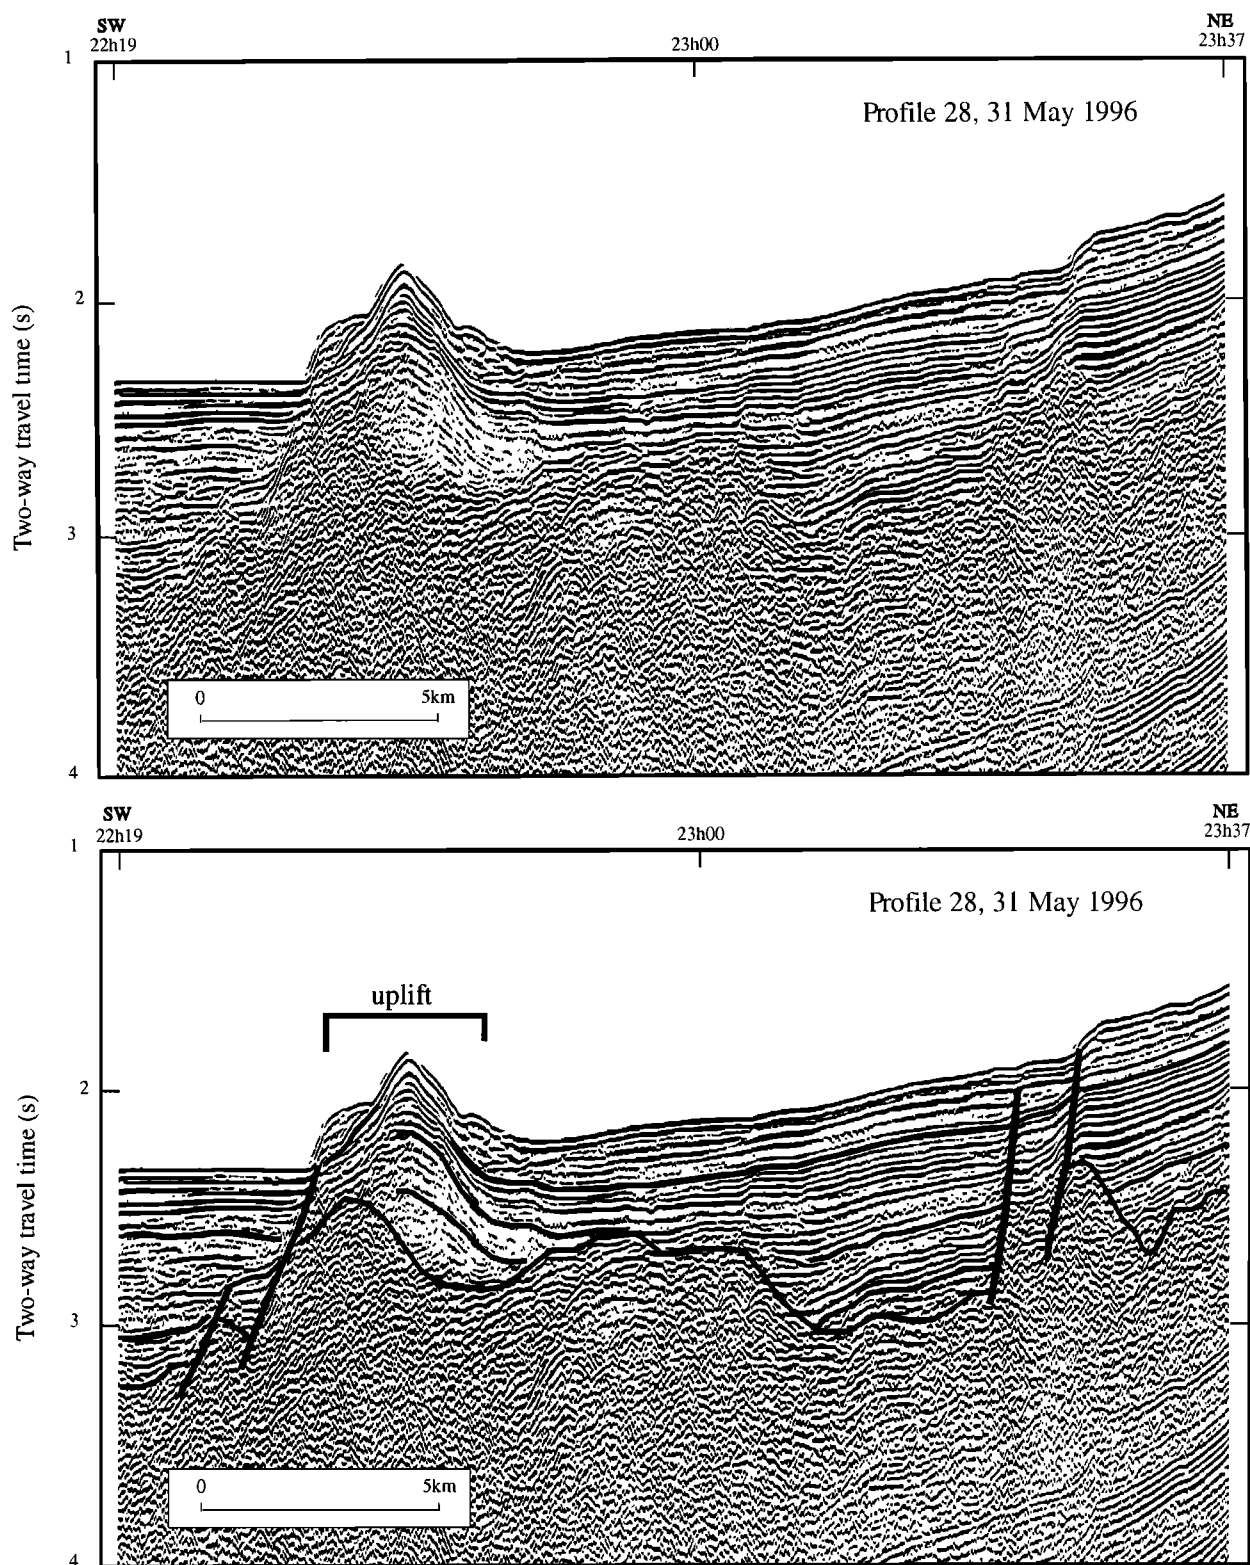 SW
NE
22h19
23h00
23h37
1
Profile 28, 31 May 1996
2
Two-way travel time (s)
3
0
5km
4
SW
NE
22h19
23h00
23h37
1
Profile 28, 31 May 1996
uplift
2
Two-way travel time (s)
3
0
5km
4